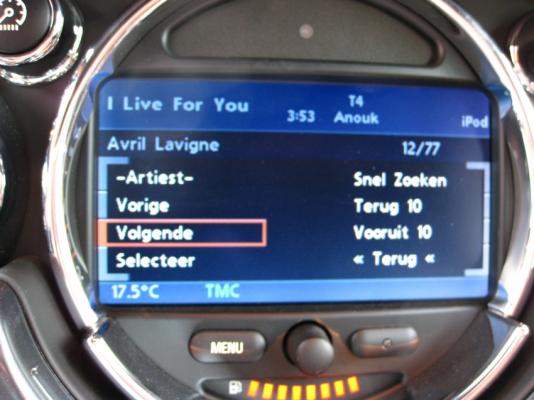 I Live For You
3:53 T4
Anouk iPod
Avril Lavigne 12/77
-Artiest- Snel Zoeken
Vorige Terug 10
Volgende Vooruit 10
Selecteer « Terug «
17.5°C TMC
MENU